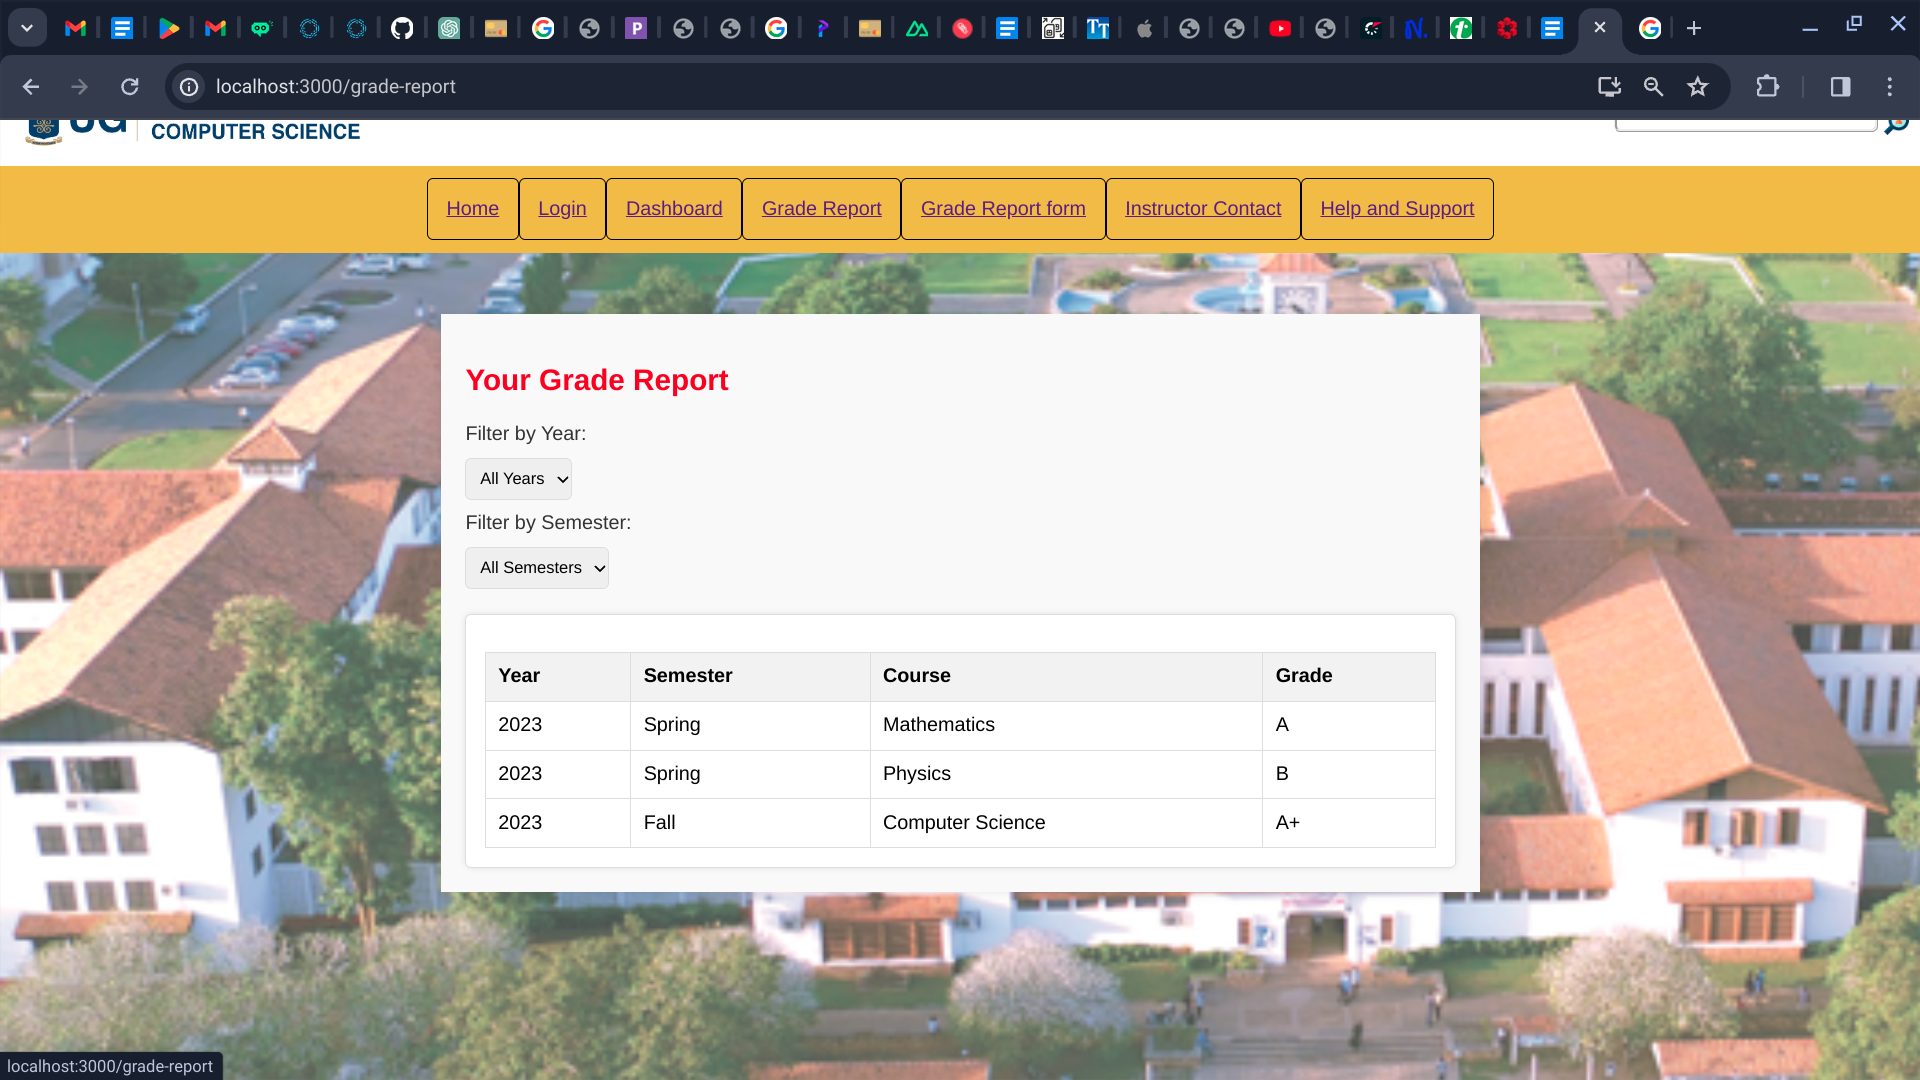 localhost:3000/grade-report
UG
COMPUTER SCIENCE
Home Login Dashboard Grade Report Grade Report form Instructor Contact Help and Support
Your Grade Report
Filter by Year:
All Years
Filter by Semester:
All Semesters
Year Semester Course Grade
2023 Spring Mathematics A
2023 Spring Physics B
2023 Fall Computer Science A+
localhost:3000/grade-report